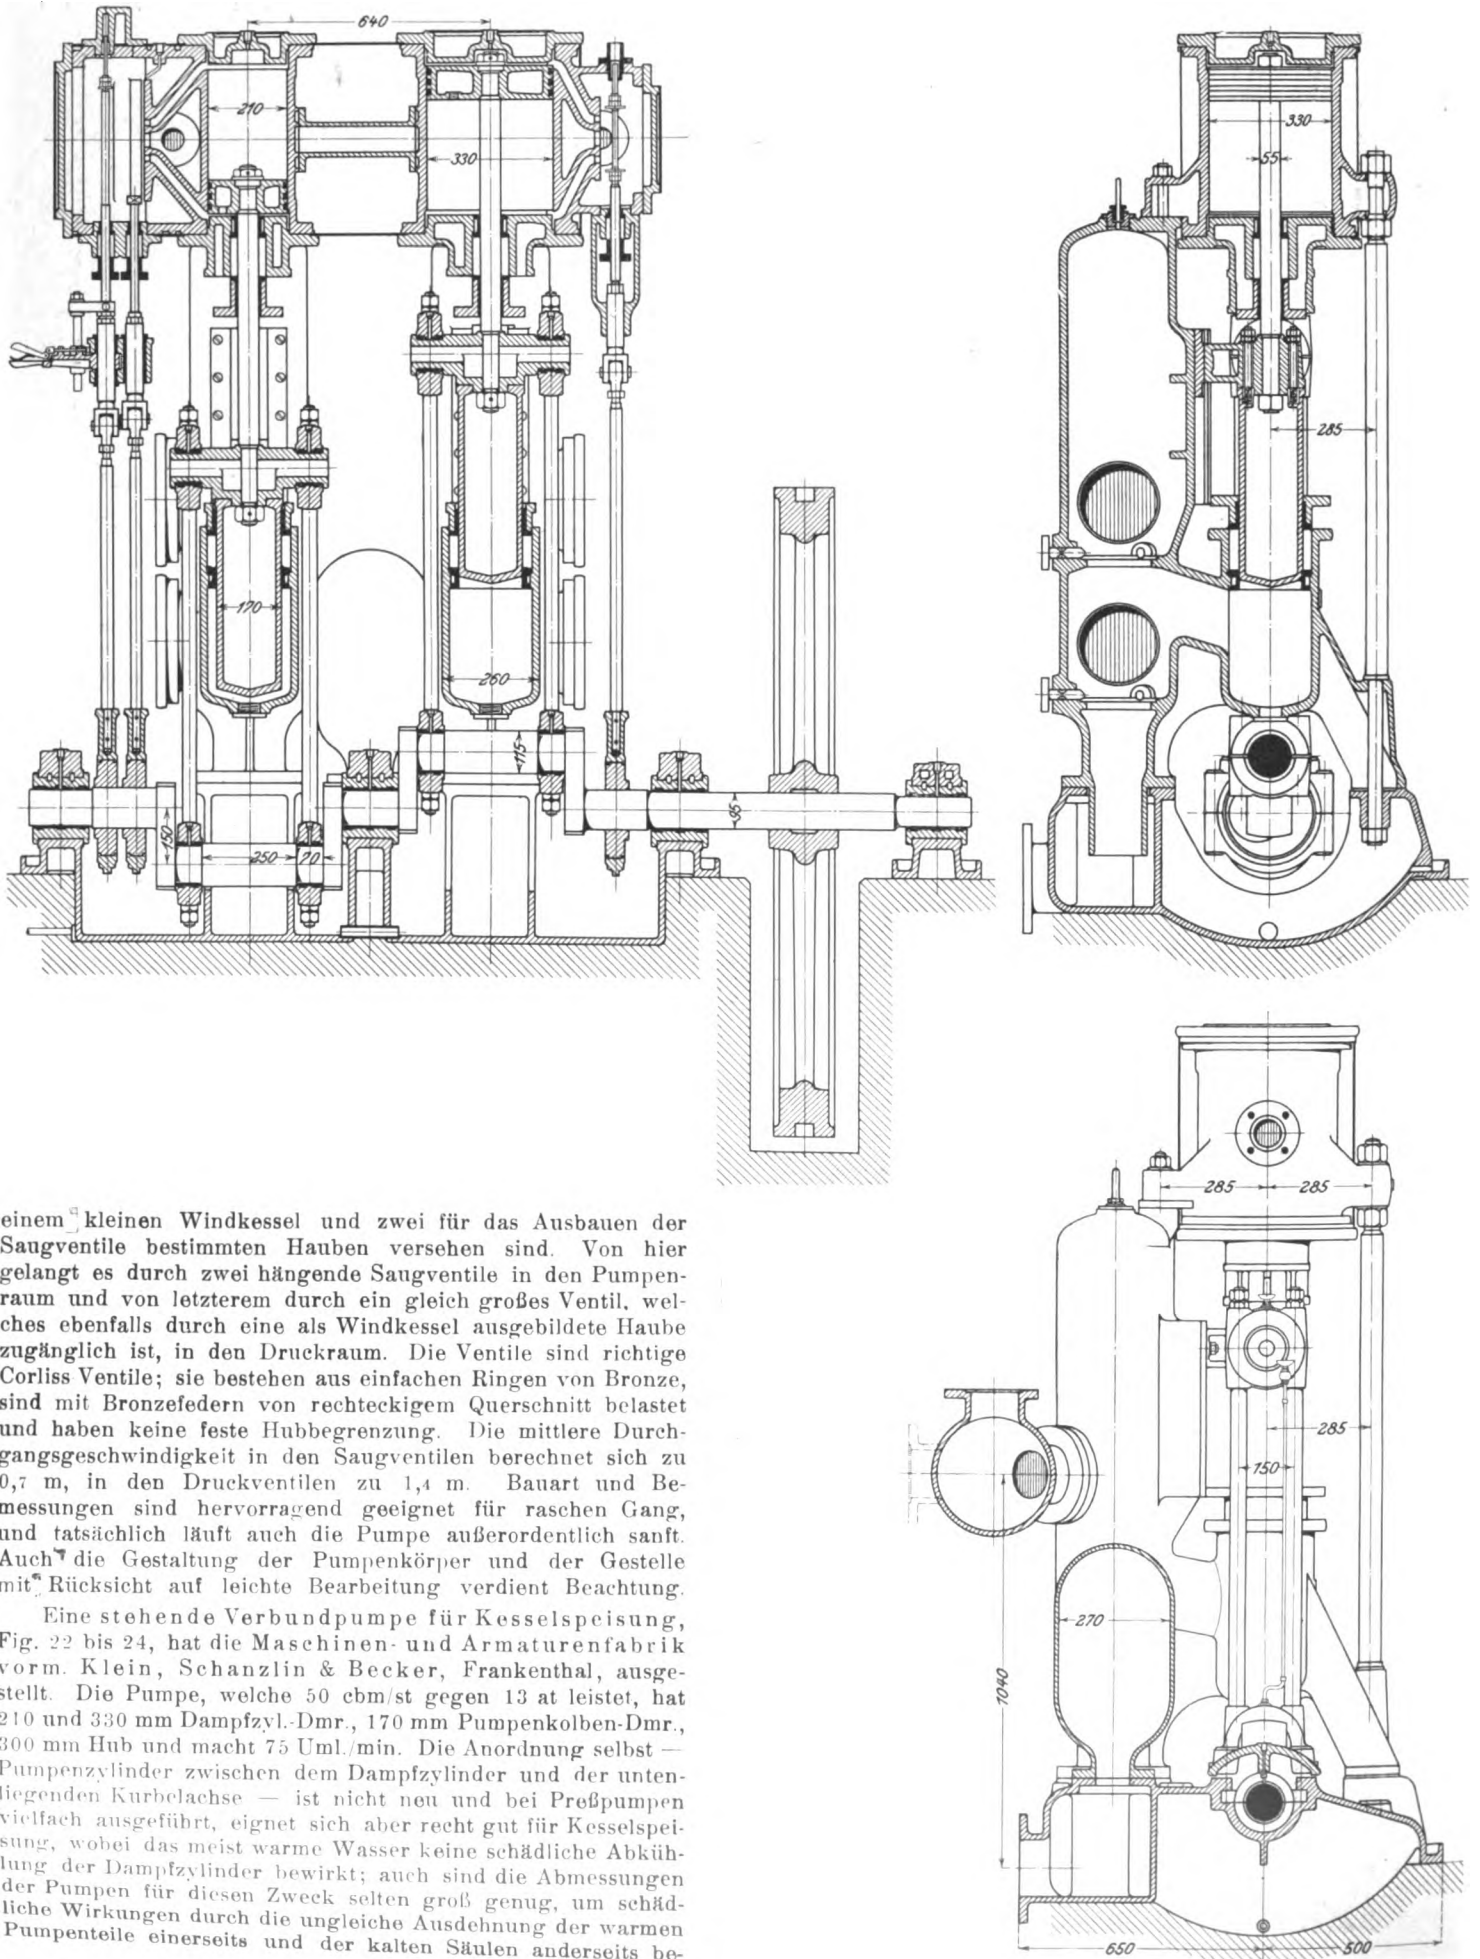 640
210
330
170
260
115
95
150
250
20
330
55
285
285
285
285
150
270
1040
650
500
einem kleinen Windkessel und zwei für das Ausbauen der
Saugventile bestimmten Hauben versehen sind. Von hier
gelangt es durch zwei hängende Saugventile in den Pumpen-
raum und von letzterem durch ein gleich großes Ventil, wel-
ches ebenfalls durch eine als Windkessel ausgebildete Haube
zugänglich ist, in den Druckraum. Die Ventile sind richtige
Corliss Ventile; sie bestehen aus einfachen Ringen von Bronze,
sind mit Bronzefedern von rechteckigem Querschnitt belastet
und haben keine feste Hubbegrenzung. Die mittlere Durch-
gangsgeschwindigkeit in den Saugventilen berechnet sich zu
0,7 m, in den Druckventilen zu 1,4 m. Bauart und Be-
messungen sind hervorragend geeignet für raschen Gang,
und tatsächlich läuft auch die Pumpe außerordentlich sanft.
Auch die Gestaltung der Pumpenkörper und der Gestelle
mit Rücksicht auf leichte Bearbeitung verdient Beachtung.
Eine stehende Verbundpumpe für Kesselspeisung,
Fig. 22 bis 24, hat die Maschinen- und Armaturenfabrik
vorm. Klein, Schanzlin & Becker, Frankenthal, ausge-
stellt. Die Pumpe, welche 50 cbm/st gegen 13 at leistet, hat
210 und 330 mm Dampfzyl.-Dmr., 170 mm Pumpenkolben-Dmr.,
300 mm Hub und macht 75 Uml./min. Die Anordnung selbst —
Pumpenzylinder zwischen dem Dampfzylinder und der unten-
liegenden Kurbelachse — ist nicht neu und bei Preßpumpen
vielfach ausgeführt, eignet sich aber recht gut für Kesselspei-
sung, wobei das meist warme Wasser keine schädliche Abküh-
lung der Dampfzylinder bewirkt; auch sind die Abmessungen
der Pumpen für diesen Zweck selten groß genug, um schäd-
liche Wirkungen durch die ungleiche Ausdehnung der warmen
Pumpenteile einerseits und der kalten Säulen anderseits be-